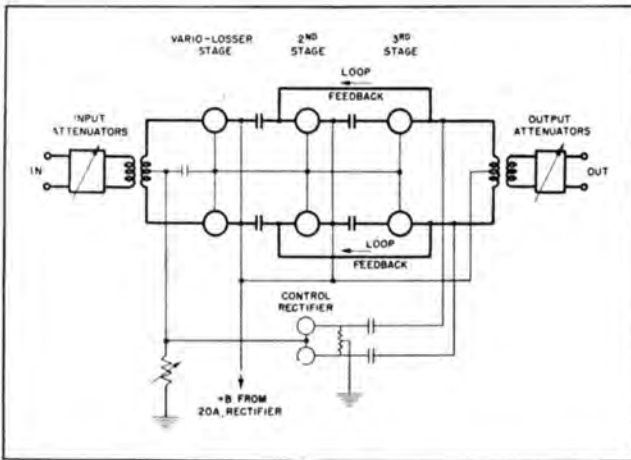 VARIO-LOSSER
STAGE
2ND
STAGE
3RD
STAGE
LOOP
FEEDBACK
INPUT
ATTENUATORS
OUTPUT
ATTENUATORS
IN
OUT
LOOP
FEEDBACK
CONTROL
RECTIFIER
+B FROM
20A RECTIFIER